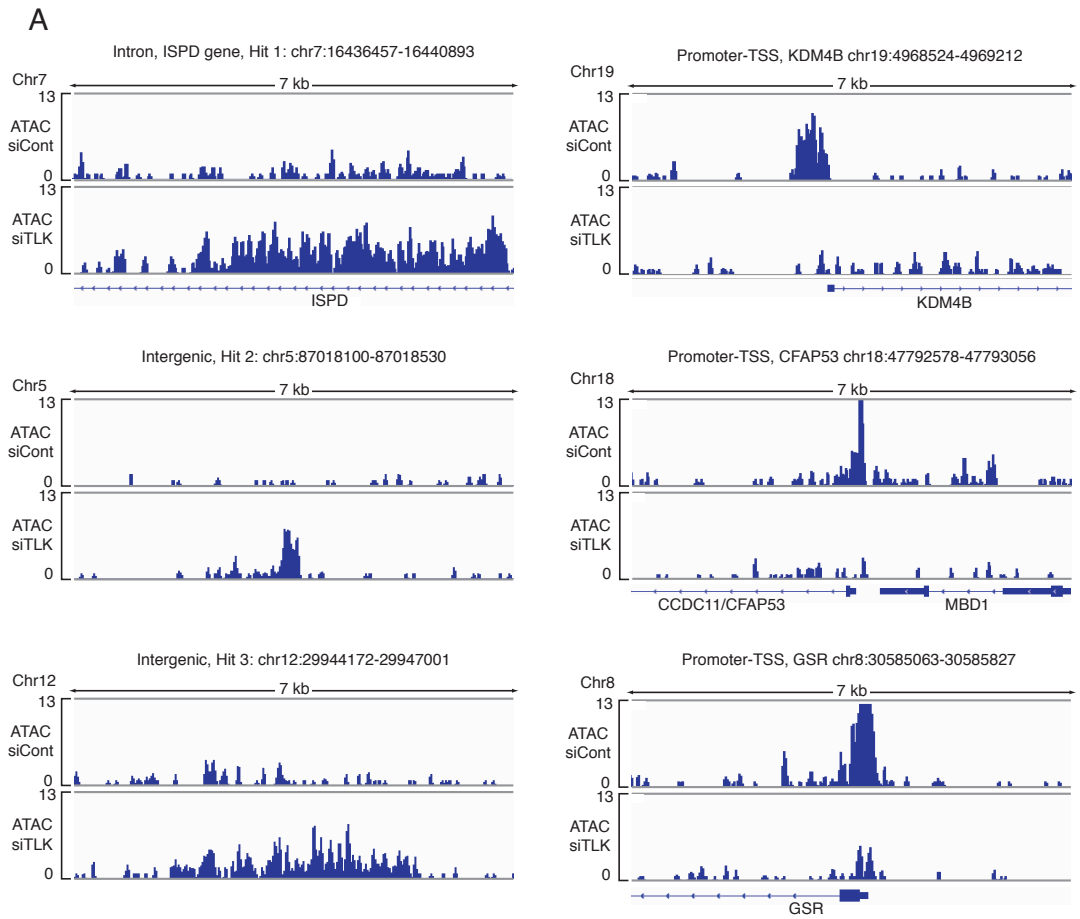 A
Intron, ISPD gene, Hit 1: chr7:16436457-16440893
Chr7
7 kb
13
ATAC
siCont
0
13
ATAC
siTLK
0
ISPD
Promoter-TSS, KDM4B chr19:4968524-4969212
Chr19
7 kb
13
ATAC
siCont
0
13
ATAC
siTLK
0
KDM4B
Intergenic, Hit 2: chr5:87018100-87018530
Chr5
7 kb
13
ATAC
siCont
0
13
ATAC
siTLK
0
Promoter-TSS, CFAP53 chr18:47792578-47793056
Chr18
7 kb
13
ATAC
siCont
0
13
ATAC
siTLK
0
CCDC11/CFAP53 MBD1
Intergenic, Hit 3: chr12:29944172-29947001
Chr12
7 kb
13
ATAC
siCont
0
13
ATAC
siTLK
0
Promoter-TSS, GSR chr8:30585063-30585827
Chr8
7 kb
13
ATAC
siCont
0
13
ATAC
siTLK
0
GSR